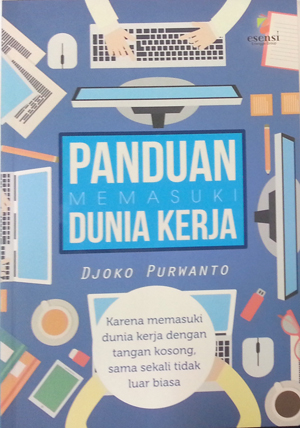 esensi
PANDUAN
MEMASUKI
DUNIA KERJA
DJOKO PURWANTO
Karena memasuki
dunia kerja dengan
tangan kosong,
sama sekali tidak
luar biasa